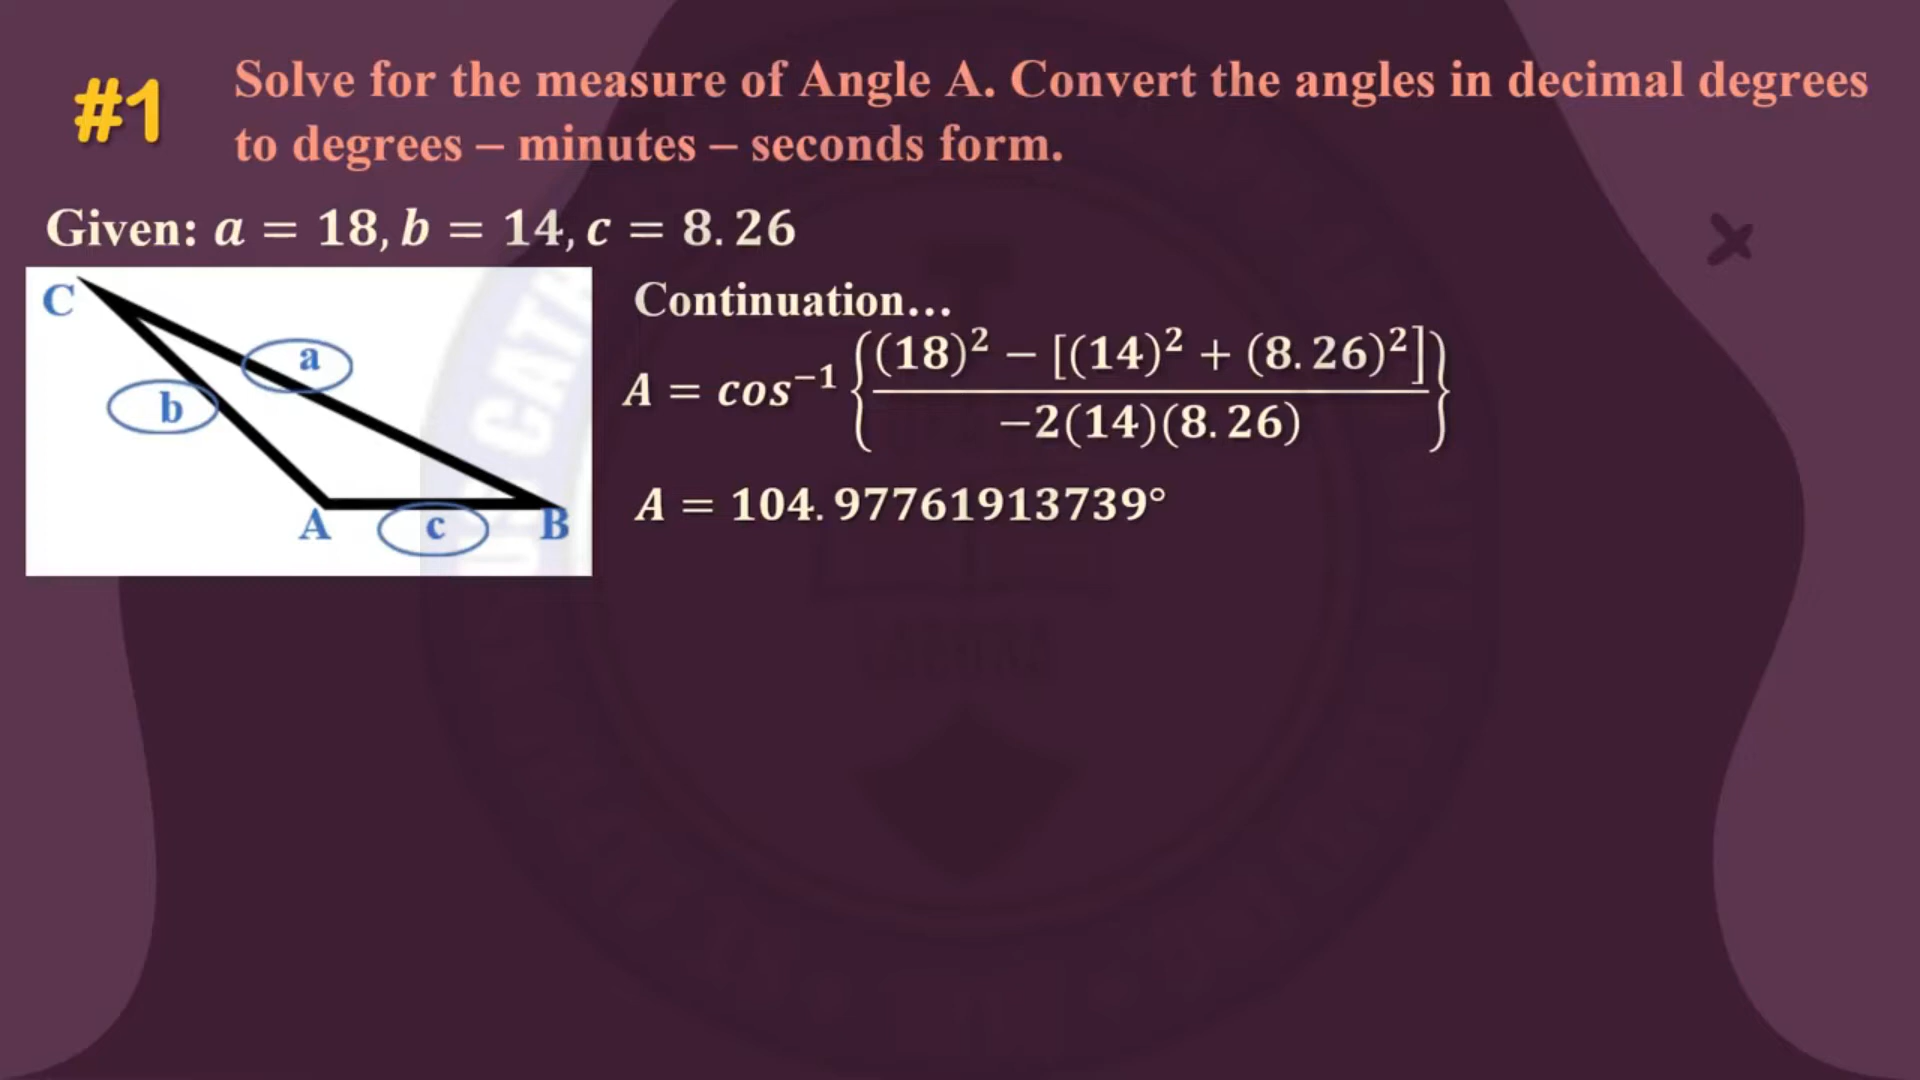 #1
Solve for the measure of Angle A. Convert the angles in decimal degrees
to degrees – minutes – seconds form.
Given: a = 18, b = 14, c = 8.26
C
a
b
A
c
B
Continuation...
A = cos⁻¹ {((18)² − [(14)² + (8.26)²]) / (−2(14)(8.26))}
A = 104.97761913739°